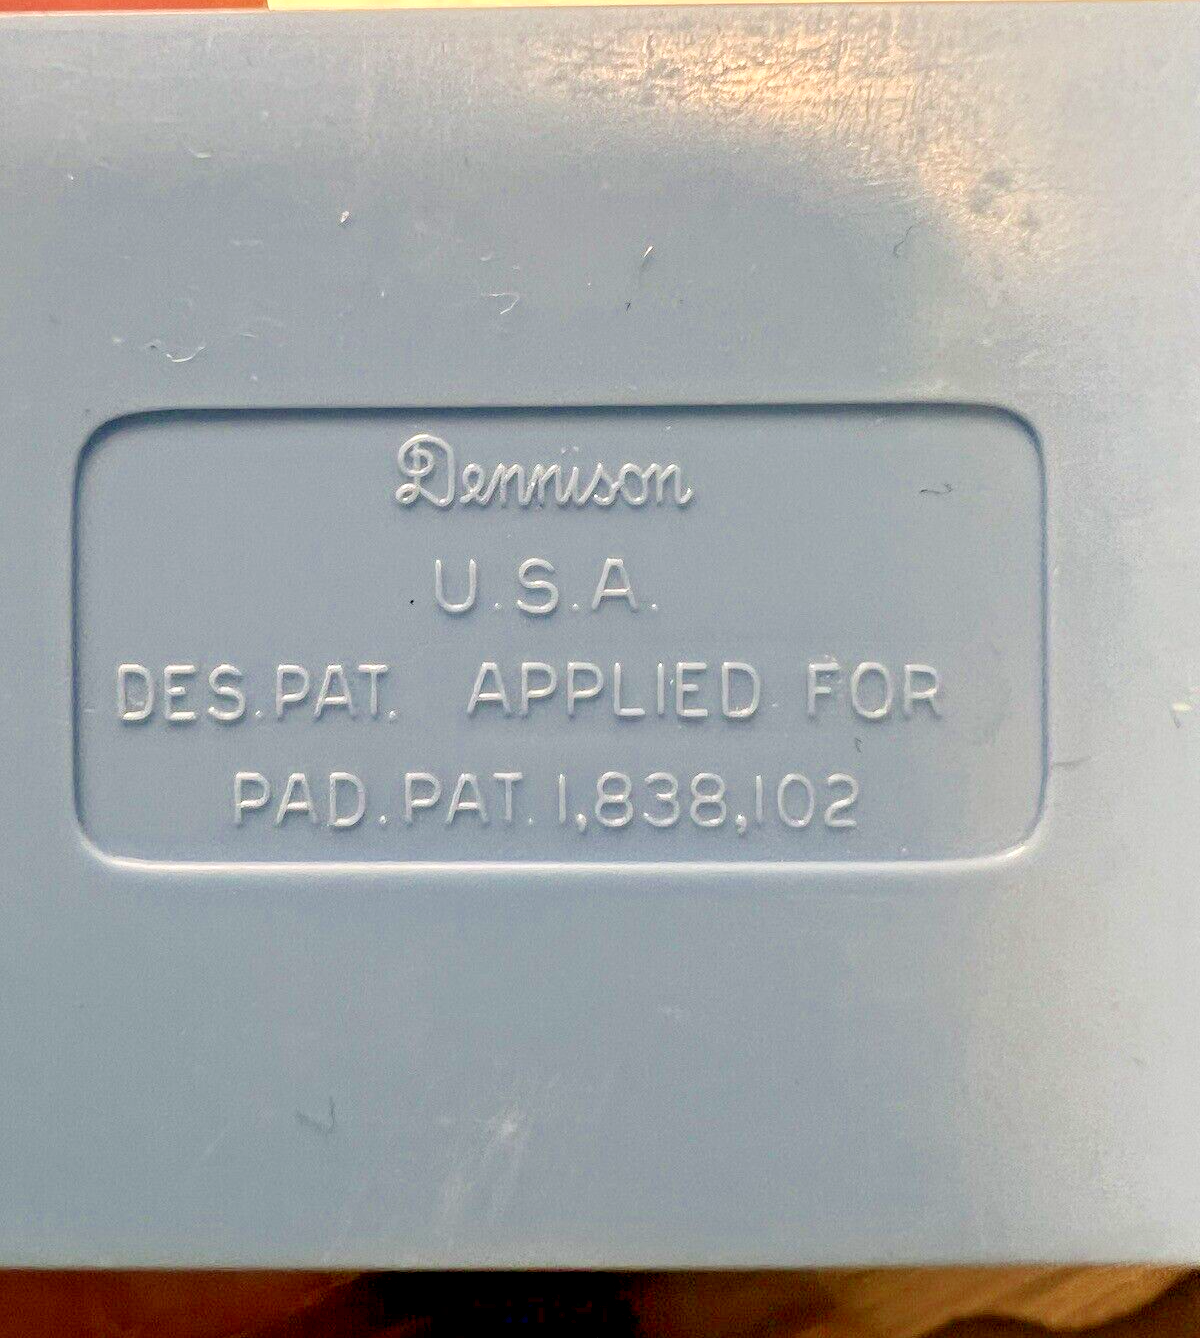 Dennison
U.S.A.
DES.PAT. APPLIED FOR
PAD.PAT.1,838,102